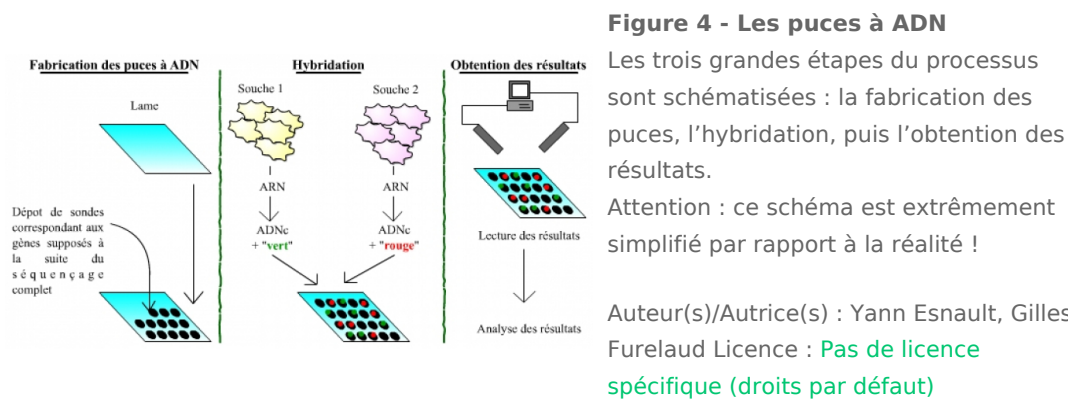 Fabrication des puces à ADN
Lame
Dépot de sondes
correspondant aux
gènes supposés à
la suite du
séquençage
complet
Hybridation
Souche 1
Souche 2
ARN
ARN
ADNc
ADNc
+ "vert"
+ "rouge"
Obtention des résultats
Lecture des résultats
Analyse des résultats
Figure 4 - Les puces à ADN
Les trois grandes étapes du processus
sont schématisées : la fabrication des
puces, l’hybridation, puis l’obtention des
résultats.
Attention : ce schéma est extrêmement
simplifié par rapport à la réalité !
Auteur(s)/Autrice(s) : Yann Esnault, Gilles
Furelaud Licence : Pas de licence
spécifique (droits par défaut)